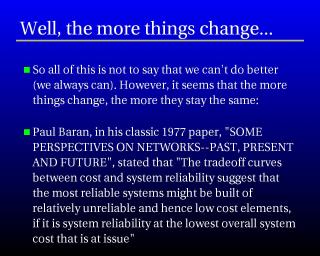 Well, the more things change...
So all of this is not to say that we can't do better
(we always can). However, it seems that the more
things change, the more they stay the same:
Paul Baran, in his classic 1977 paper, "SOME
PERSPECTIVES ON NETWORKS--PAST, PRESENT
AND FUTURE", stated that "The tradeoff curves
between cost and system reliability suggest that
the most reliable systems might be built of
relatively unreliable and hence low cost elements,
if it is system reliability at the lowest overall system
cost that is at issue"